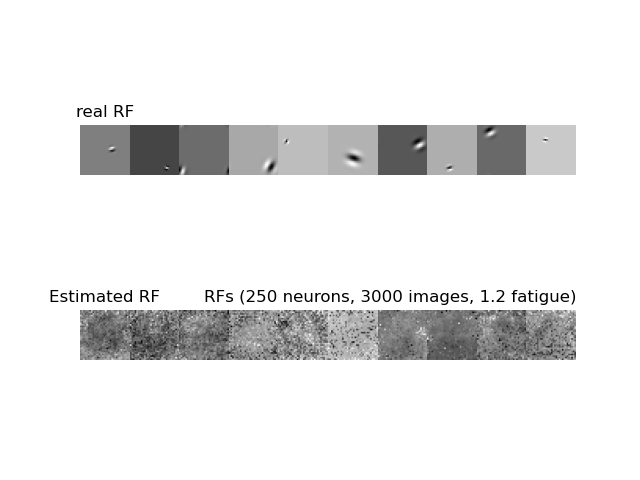 real RF
Estimated RF
RFs (250 neurons, 3000 images, 1.2 fatigue)